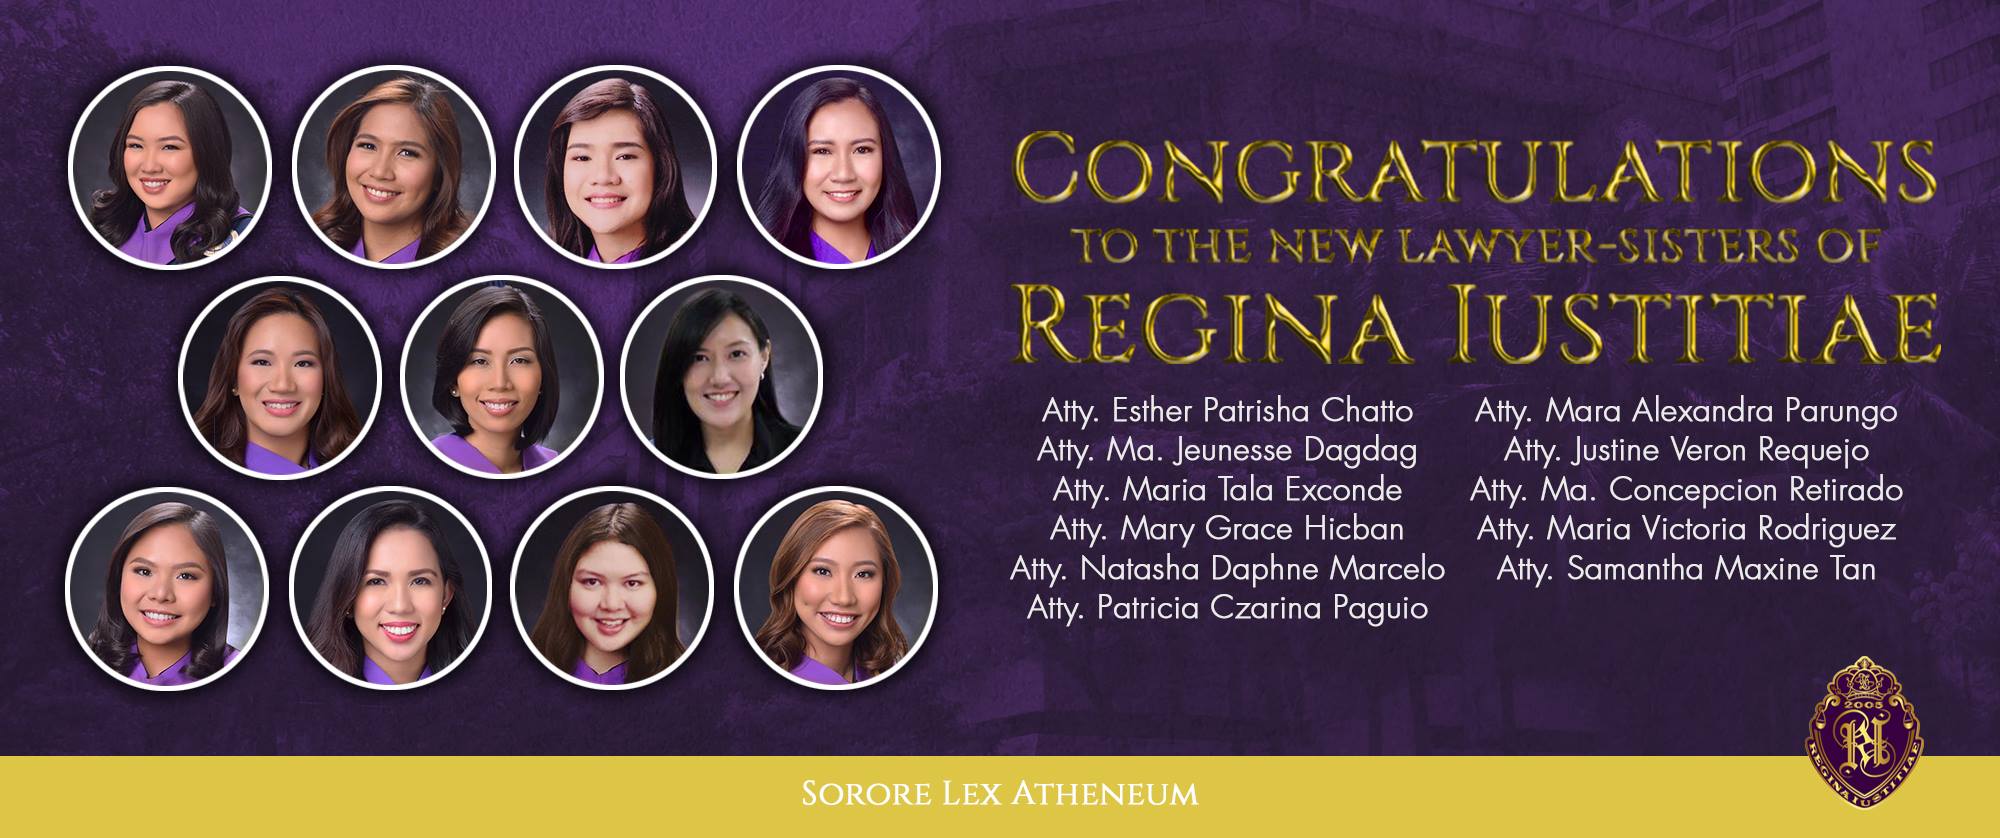 CONGRATULATIONS
TO THE NEW LAWYER-SISTERS OF
REGINA IUSTITIAE
Atty. Esther Patrisha Chatto
Atty. Ma. Jeunesse Dagdag
Atty. Maria Tala Exconde
Atty. Mary Grace Hicban
Atty. Natasha Daphne Marcelo
Atty. Patricia Czarina Paguio
Atty. Mara Alexandra Parungo
Atty. Justine Veron Requejo
Atty. Ma. Concepcion Retirado
Atty. Maria Victoria Rodriguez
Atty. Samantha Maxine Tan
2005
RI
REGINA IUSTITIAE
SORORE LEX ATHENEUM